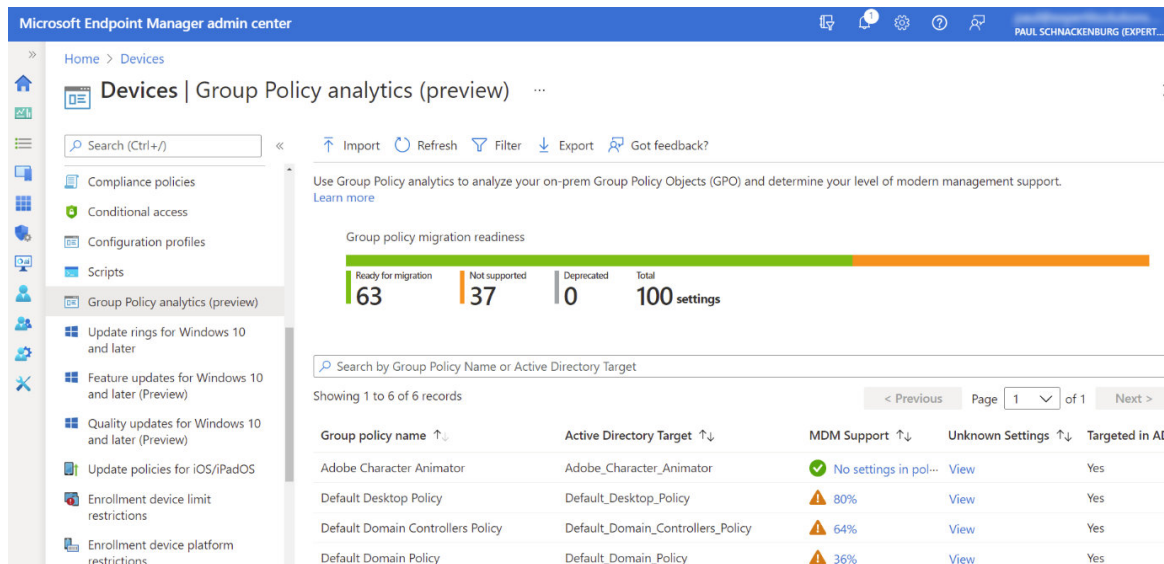 Microsoft Endpoint Manager admin center
1
PAUL SCHNACKENBURG (EXPERT...
Home > Devices
Devices | Group Policy analytics (preview) ...
Search (Ctrl+/)
Import Refresh Filter Export Got feedback?
Compliance policies
Conditional access
Configuration profiles
Scripts
Group Policy analytics (preview)
Update rings for Windows 10
and later
Feature updates for Windows 10
and later (Preview)
Quality updates for Windows 10
and later (Preview)
Update policies for iOS/iPadOS
Enrollment device limit
restrictions
Enrollment device platform
restrictions
Use Group Policy analytics to analyze your on-prem Group Policy Objects (GPO) and determine your level of modern management support.
Learn more
Group policy migration readiness
Ready for migration Not supported Deprecated Total
63 37 0 100 settings
Search by Group Policy Name or Active Directory Target
Showing 1 to 6 of 6 records
< Previous Page 1 of 1 Next >
Group policy name ↑↓ Active Directory Target ↑↓ MDM Support ↑↓ Unknown Settings ↑↓ Targeted in AD
Adobe Character Animator Adobe_Character_Animator No settings in pol... View Yes
Default Desktop Policy Default_Desktop_Policy 80% View Yes
Default Domain Controllers Policy Default_Domain_Controllers_Policy 64% View Yes
Default Domain Policy Default_Domain_Policy 36% View Yes